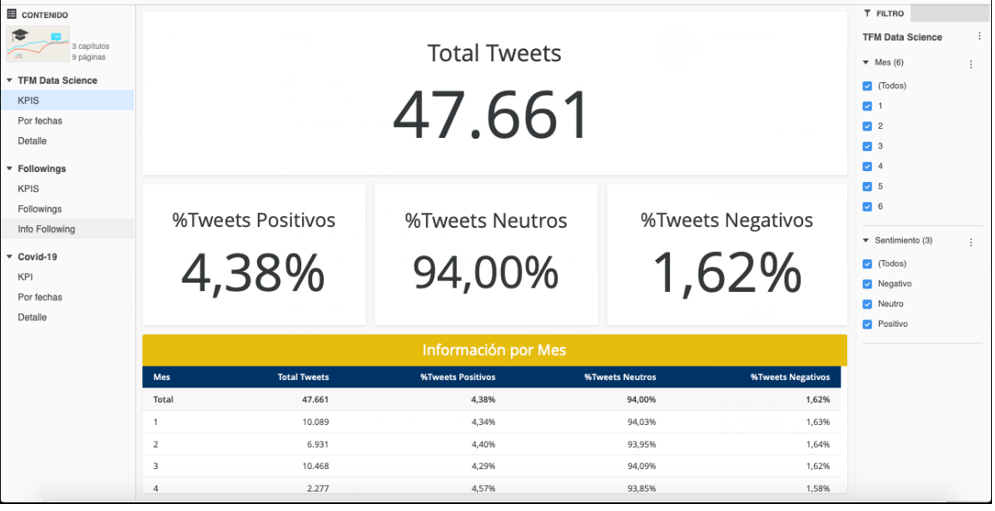 CONTENIDO
3 capítulos
9 páginas
TFM Data Science
KPIS
Por fechas
Detalle
Followings
KPIS
Followings
Info Following
Covid-19
KPI
Por fechas
Detalle
Total Tweets
47.661
%Tweets Positivos
4,38%
%Tweets Neutros
94,00%
%Tweets Negativos
1,62%
Información por Mes
Mes Total Tweets %Tweets Positivos %Tweets Neutros %Tweets Negativos
Total 47.661 4,38% 94,00% 1,62%
1 10.089 4,34% 94,03% 1,63%
2 6.931 4,40% 93,95% 1,64%
3 10.468 4,29% 94,09% 1,62%
4 2.277 4,57% 93,85% 1,58%
FILTRO
TFM Data Science
Mes (6)
(Todos)
1
2
3
4
5
6
Sentimiento (3)
(Todos)
Negativo
Neutro
Positivo